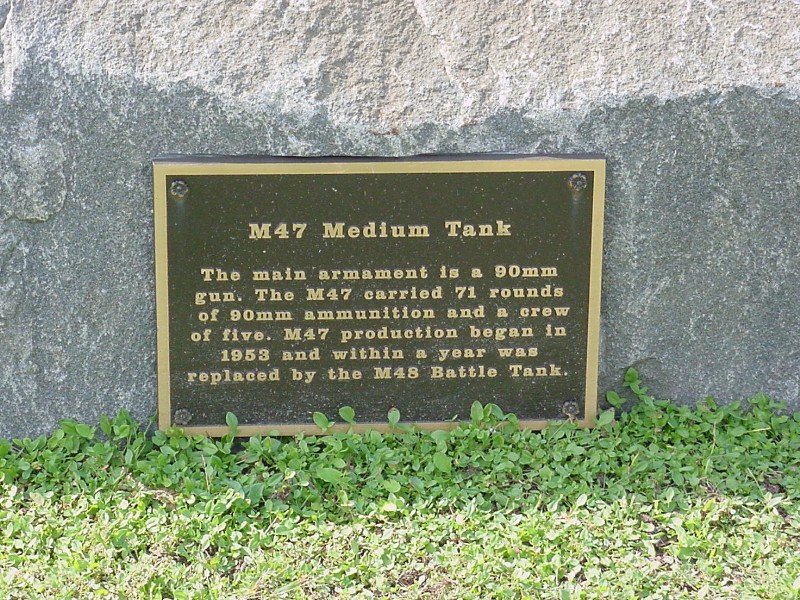 M47 Medium Tank
The main armament is a 90mm
gun. The M47 carried 71 rounds
of 90mm ammunition and a crew
of five. M47 production began in
1953 and within a year was
replaced by the M48 Battle Tank.